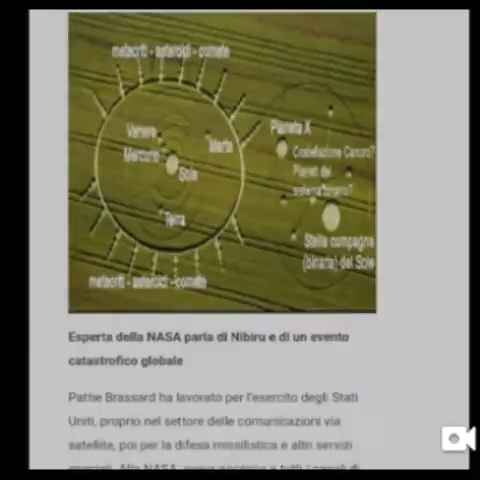 meteoriti - asteroidi - comete
Venere
Mercurio
Marte
Sole
Terra
Pianeta X
Costellazione Cancro?
Pianeti del
Stella compagna
(binaria) del Sole
meteoriti - asteroidi - comete
Esperta della NASA parla di Nibiru e di un evento
catastrofico globale
Pattie Brassard ha lavorato per l'esercito degli Stati
Uniti, proprio nel settore delle comunicazioni via
satellite, poi per la difesa missilistica e altri servizi